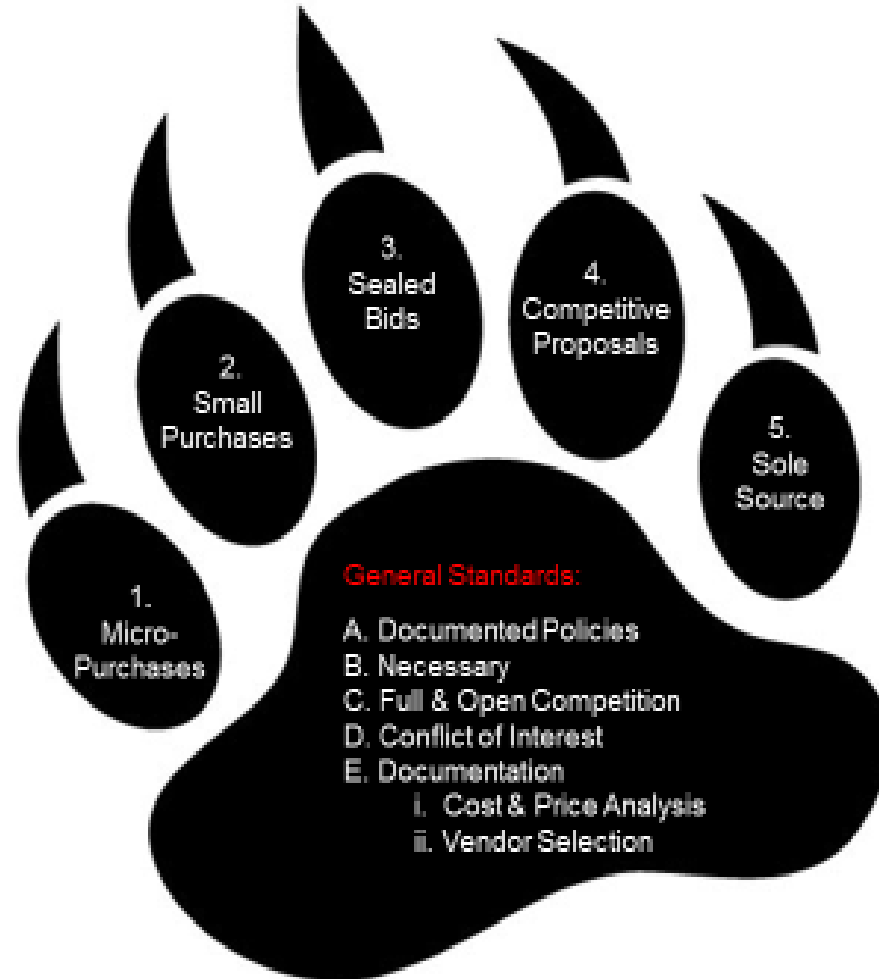 1.
Micro-
Purchases
2.
Small
Purchases
3.
Sealed
Bids
4.
Competitive
Proposals
5.
Sole
Source
General Standards:
A. Documented Policies
B. Necessary
C. Full & Open Competition
D. Conflict of Interest
E. Documentation
i. Cost & Price Analysis
ii. Vendor Selection